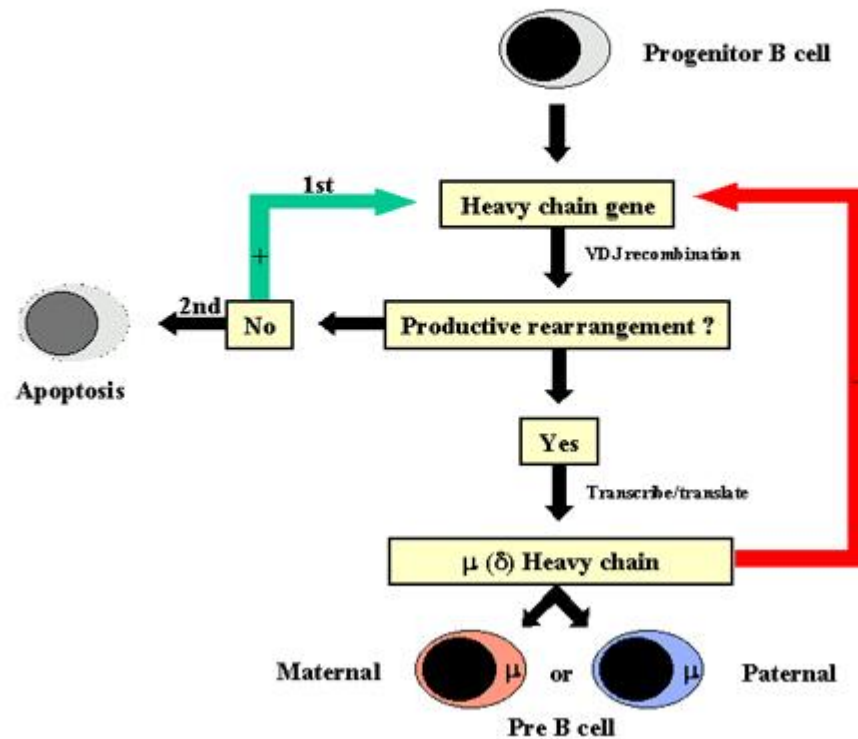 Progenitor B cell
1st
Heavy chain gene
VDJ recombination
+
2nd
No
Productive rearrangement ?
Apoptosis
Yes
Transcribe/translate
μ (δ) Heavy chain
Maternal
μ
or
μ
Paternal
Pre B cell